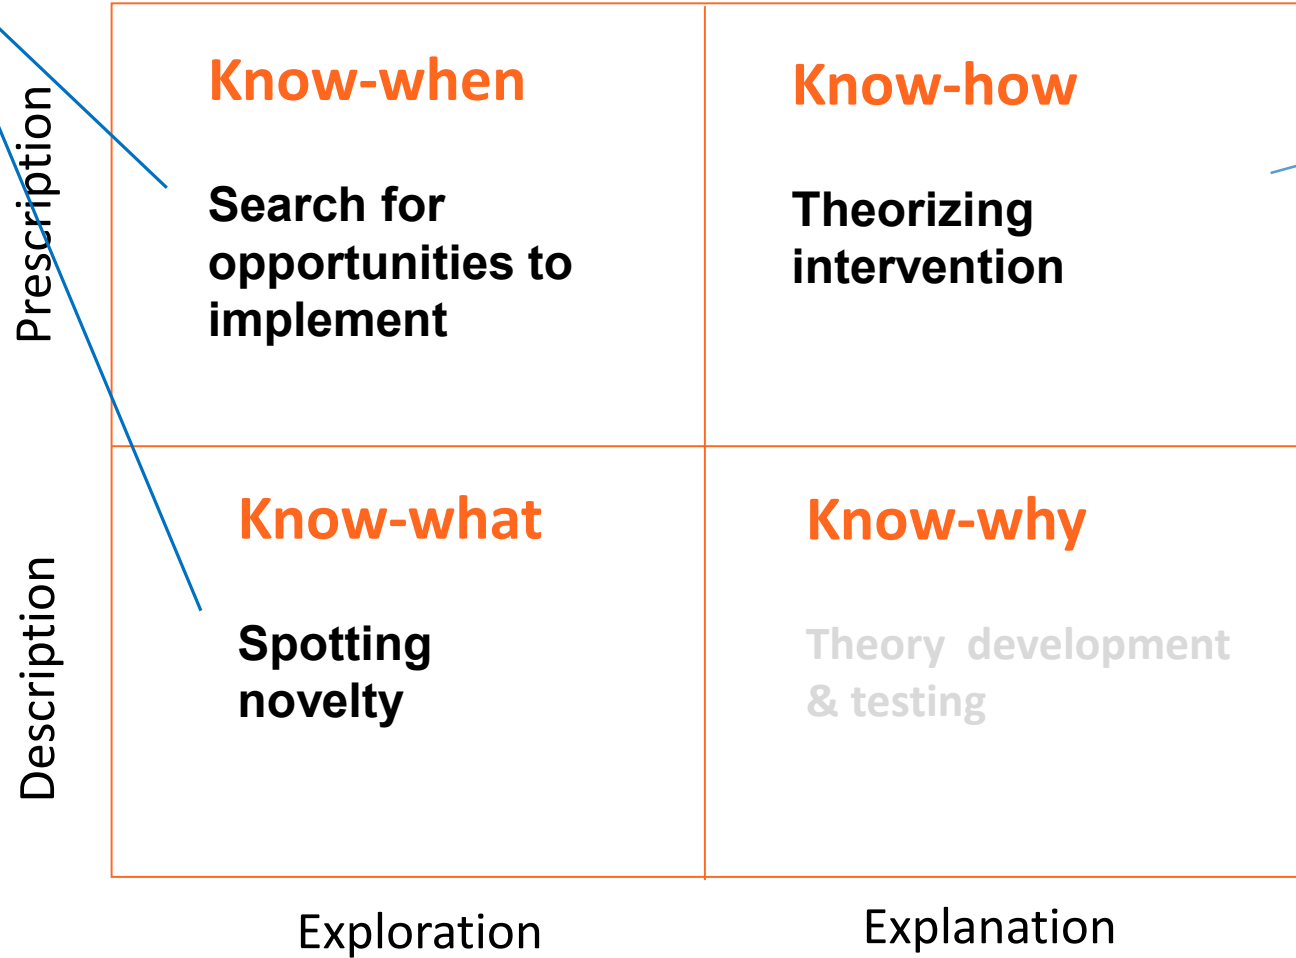 Prescription
Know-when
Search for
opportunities to
implement
Know-how
Theorizing
intervention
Description
Know-what
Spotting
novelty
Know-why
Theory  development
& testing
Exploration
Explanation